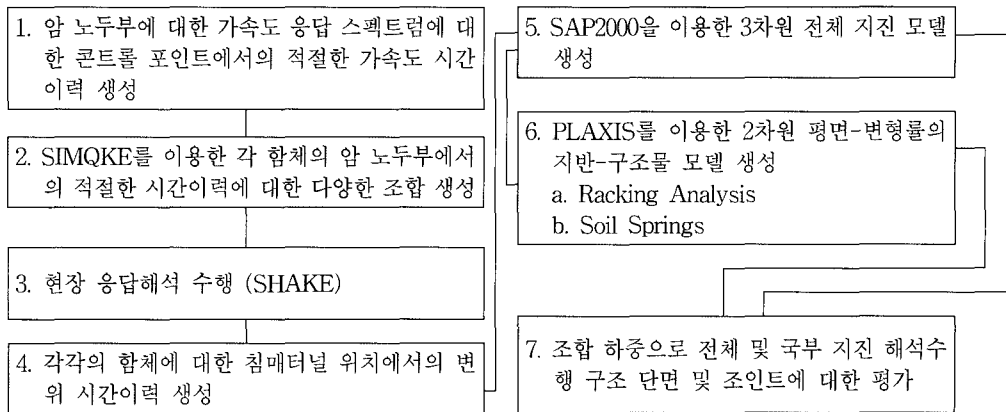 1. 암 노두부에 대한 가속도 응답 스펙트럼에 대
한 콘트롤 포인트에서의 적절한 가속도 시간
이력 생성
2. SIMQKE를 이용한 각 함체의 암 노두부에서
의 적절한 시간이력에 대한 다양한 조합 생성
3. 현장 응답해석 수행 (SHAKE)
4. 각각의 함체에 대한 침매터널 위치에서의 변
위 시간이력 생성
5. SAP2000을 이용한 3차원 전체 지진 모델
생성
6. PLAXIS를 이용한 2차원 평면-변형률의
지반-구조물 모델 생성
a. Racking Analysis
b. Soil Springs
7. 조합 하중으로 전체 및 국부 지진 해석수
행 구조 단면 및 조인트에 대한 평가